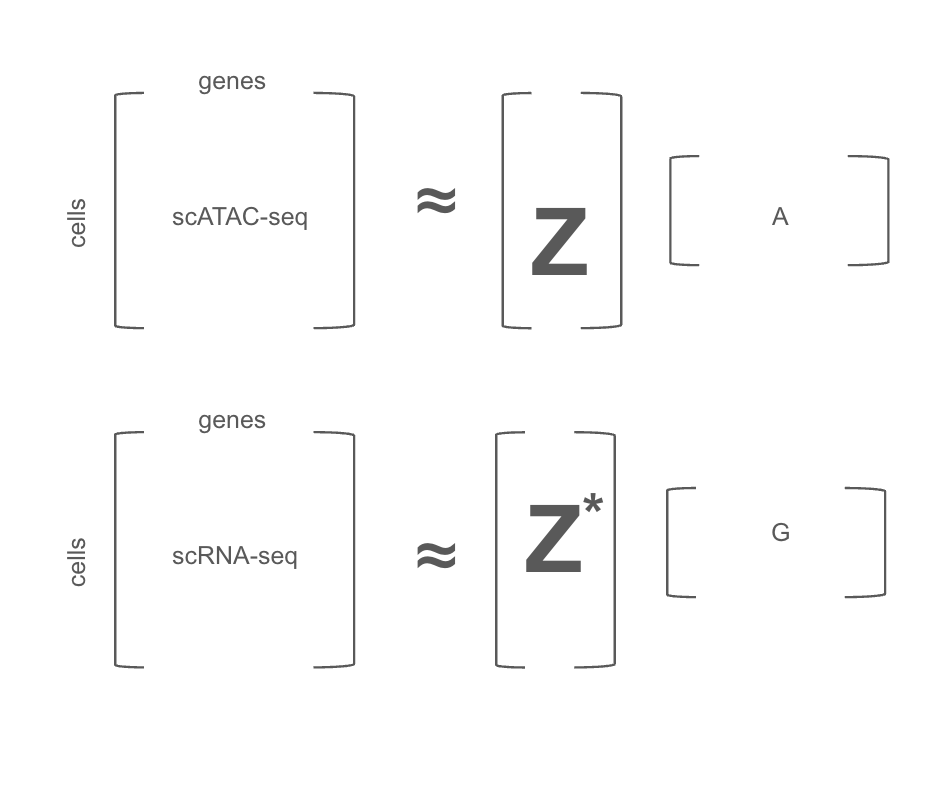 genes
cells
scATAC-seq
≈
Z
A
genes
cells
scRNA-seq
≈
Z*
G